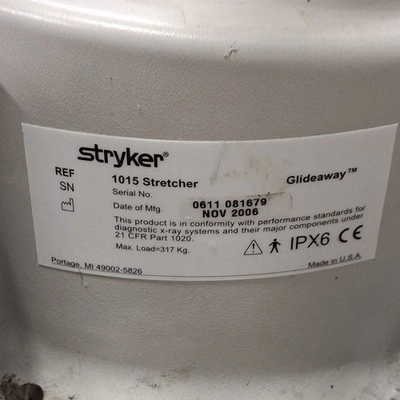 stryker®
REF 1015 Stretcher Glideaway™
SN Serial No. 0611 081679
Date of Mfg. NOV 2006
This product is in conformity with performance standards for
diagnostic x-ray systems and their major components under
21 CFR Part 1020.
Max. Load=317 Kg. IPX6 CE
Portage, MI 49002-5826 Made in U.S.A.